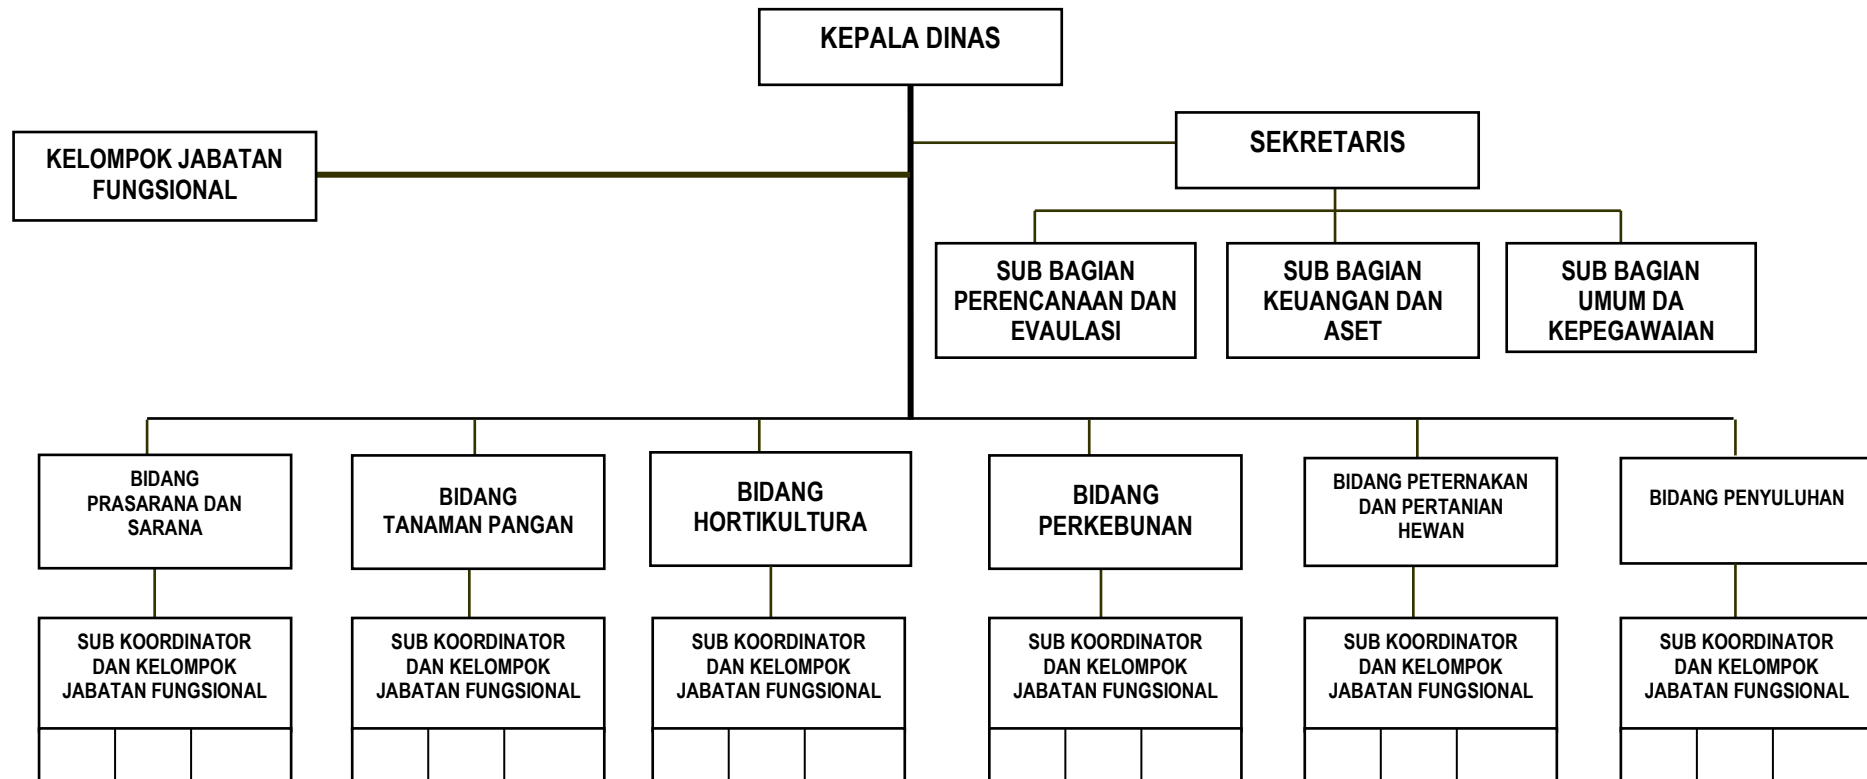 KEPALA DINAS
KELOMPOK JABATAN
FUNGSIONAL
SEKRETARIS
SUB BAGIAN
PERENCANAAN DAN
EVAULASI
SUB BAGIAN
KEUANGAN DAN
ASET
SUB BAGIAN
UMUM DA
KEPEGAWAIAN
BIDANG
PRASARANA DAN
SARANA
BIDANG
TANAMAN PANGAN
BIDANG
HORTIKULTURA
BIDANG
PERKEBUNAN
BIDANG PETERNAKAN
DAN PERTANIAN
HEWAN
BIDANG PENYULUHAN
SUB KOORDINATOR
DAN KELOMPOK
JABATAN FUNGSIONAL
SUB KOORDINATOR
DAN KELOMPOK
JABATAN FUNGSIONAL
SUB KOORDINATOR
DAN KELOMPOK
JABATAN FUNGSIONAL
SUB KOORDINATOR
DAN KELOMPOK
JABATAN FUNGSIONAL
SUB KOORDINATOR
DAN KELOMPOK
JABATAN FUNGSIONAL
SUB KOORDINATOR
DAN KELOMPOK
JABATAN FUNGSIONAL